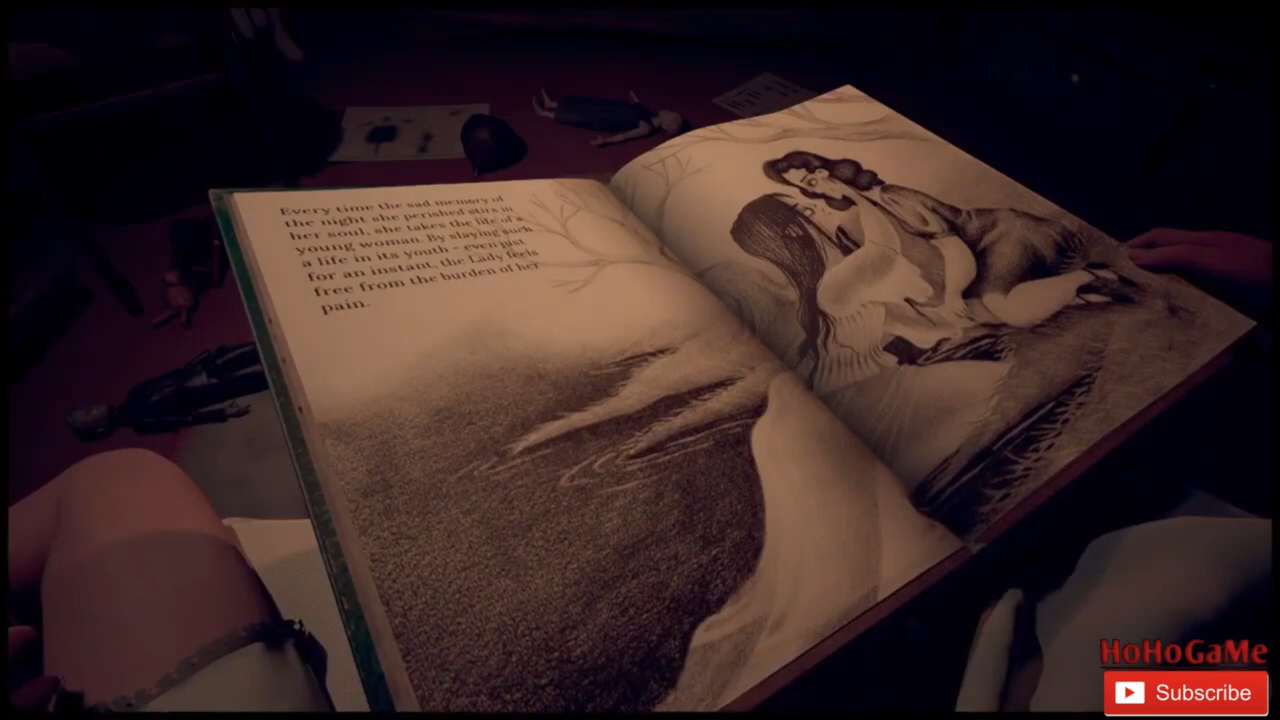 Every time the sad memory of
the night she perished stirs in
her soul, she takes the life of a
young woman. By slaying such
a life in its youth – even just
for an instant, the Lady feels
free from the burden of her
pain.
HoHoGaMe
Subscribe